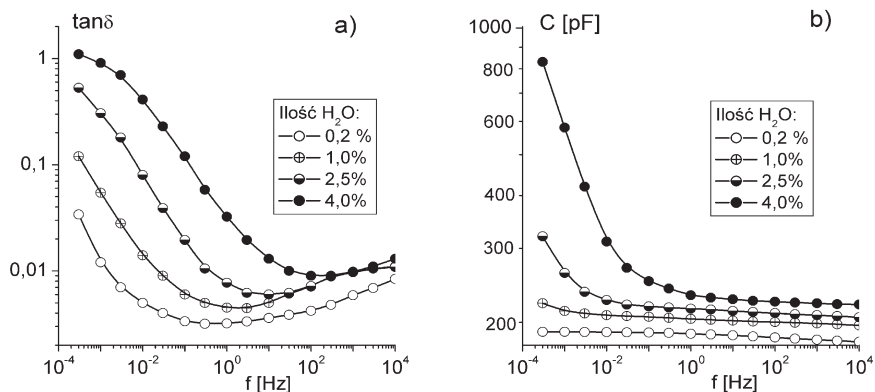 tanδ
a)
1
0,1
0,01
Ilość H₂O:
0,2 %
1,0%
2,5%
4,0%
10⁻⁴ 10⁻² 10⁰ 10² 10⁴
f [Hz]
C [pF]
b)
1000
800
600
400
300
200
Ilość H₂O:
0,2 %
1,0%
2,5%
4,0%
10⁻⁴ 10⁻² 10⁰ 10² 10⁴
f [Hz]